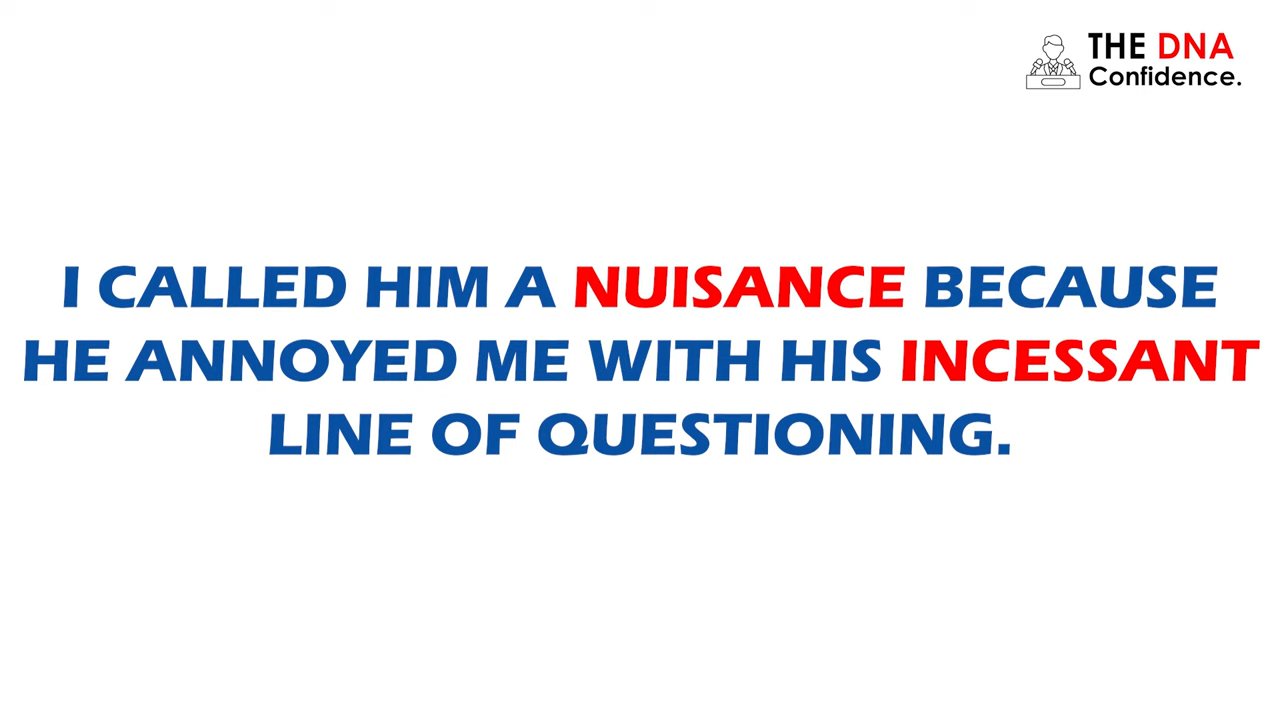 THE DNA
Confidence.
I CALLED HIM A NUISANCE BECAUSE
HE ANNOYED ME WITH HIS INCESSANT
LINE OF QUESTIONING.